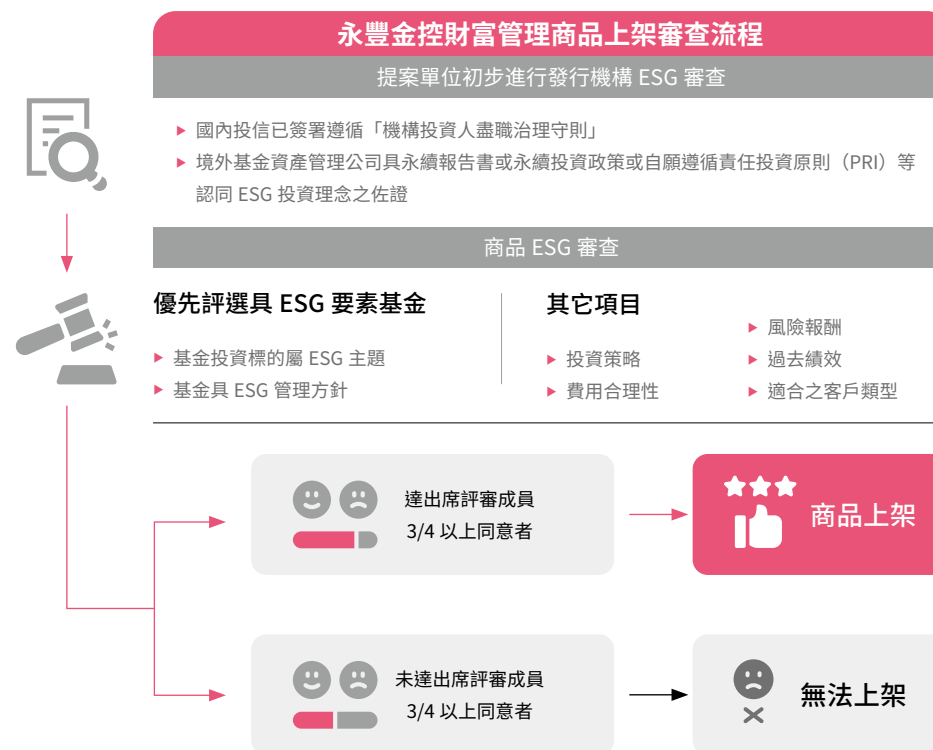 永豐金控財富管理商品上架審查流程
提案單位初步進行發行機構 ESG 審查
國內投信已簽署遵循「機構投資人盡職治理守則」
境外基金資產管理公司具永續報告書或永續投資政策或自願遵循責任投資原則（PRI）等
認同 ESG 投資理念之佐證
商品 ESG 審查
優先評選具 ESG 要素基金
基金投資標的屬 ESG 主題
基金具 ESG 管理方針
其它項目
投資策略
費用合理性
風險報酬
過去績效
適合之客戶類型
達出席評審成員
3/4 以上同意者
商品上架
未達出席評審成員
3/4 以上同意者
無法上架